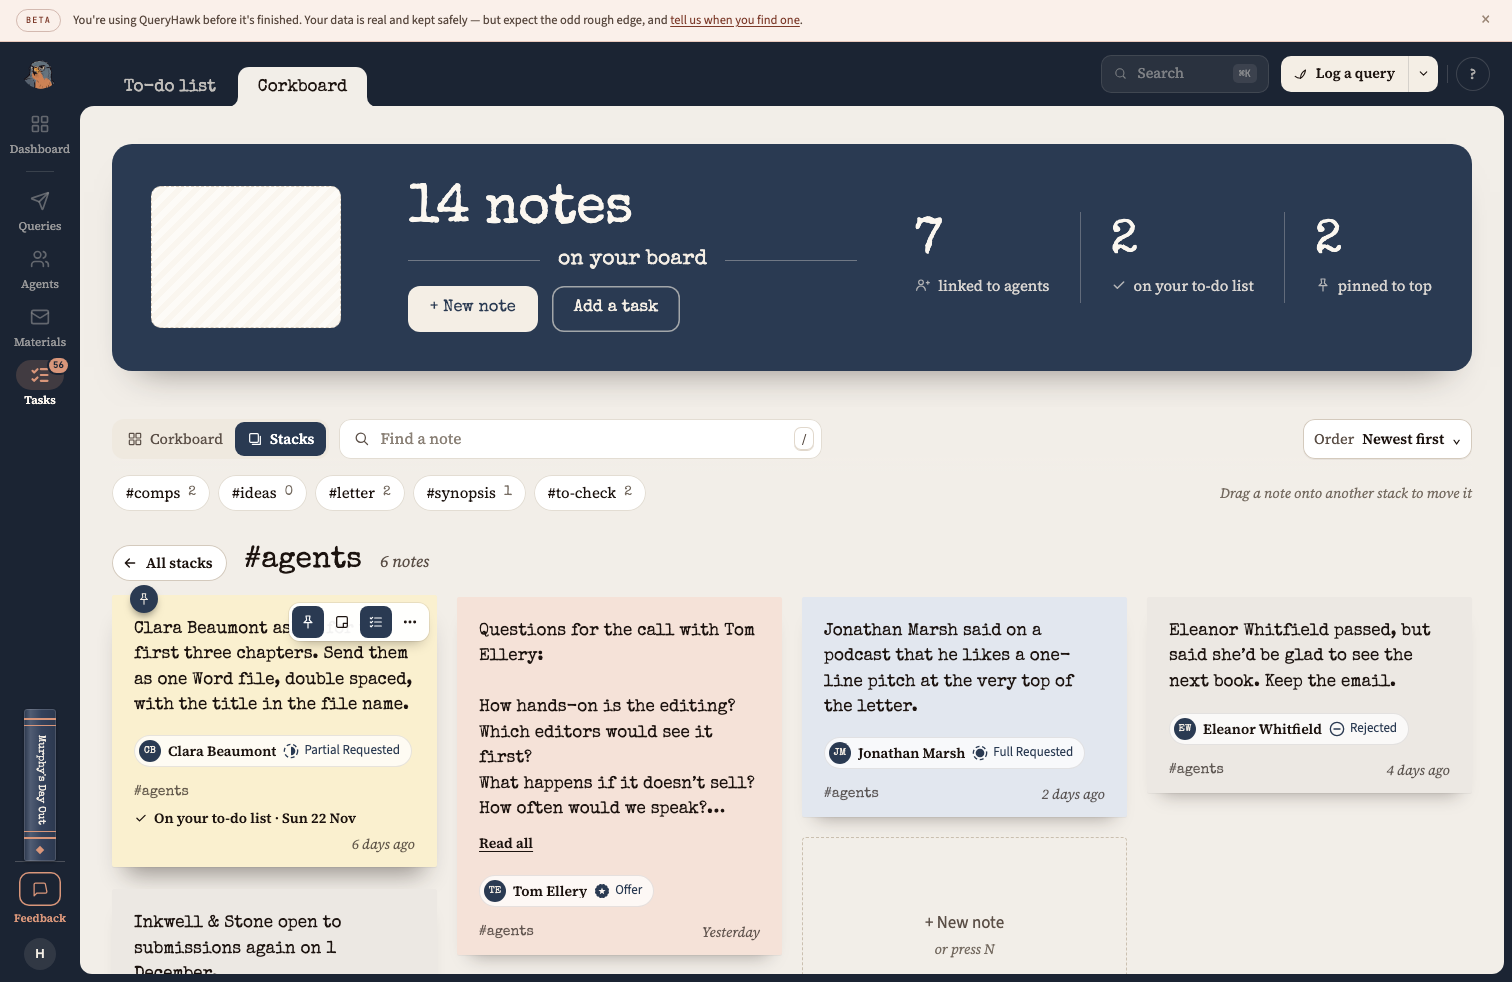 BETA
You're using QueryHawk before it's finished. Your data is real and kept safely — but expect the odd rough edge, and tell us when you find one.
×
To-do list
Corkboard
Search
⌘K
Log a query
?
Dashboard
Queries
Agents
Materials
56
Tasks
Murphy's Day Out
Feedback
H
14 notes
on your board
+ New note
Add a task
7
linked to agents
2
on your to-do list
2
pinned to top
Corkboard
Stacks
Find a note
/
Order Newest first
#comps 2
#ideas 0
#letter 2
#synopsis 1
#to-check 2
Drag a note onto another stack to move it
← All stacks
#agents
6 notes
Clara Beaumont as
first three chapters. Send them
as one Word file, double spaced,
with the title in the file name.
CB Clara Beaumont Partial Requested
#agents
On your to-do list · Sun 22 Nov
6 days ago
Inkwell & Stone open to
submissions again on 1
December.
Questions for the call with Tom
Ellery:
How hands-on is the editing?
Which editors would see it
first?
What happens if it doesn’t sell?
How often would we speak?…
Read all
TE Tom Ellery Offer
#agents
Yesterday
Jonathan Marsh said on a
podcast that he likes a one-
line pitch at the very top of
the letter.
JM Jonathan Marsh Full Requested
#agents
2 days ago
+ New note
or press N
Eleanor Whitfield passed, but
said she’d be glad to see the
next book. Keep the email.
EW Eleanor Whitfield Rejected
#agents
4 days ago